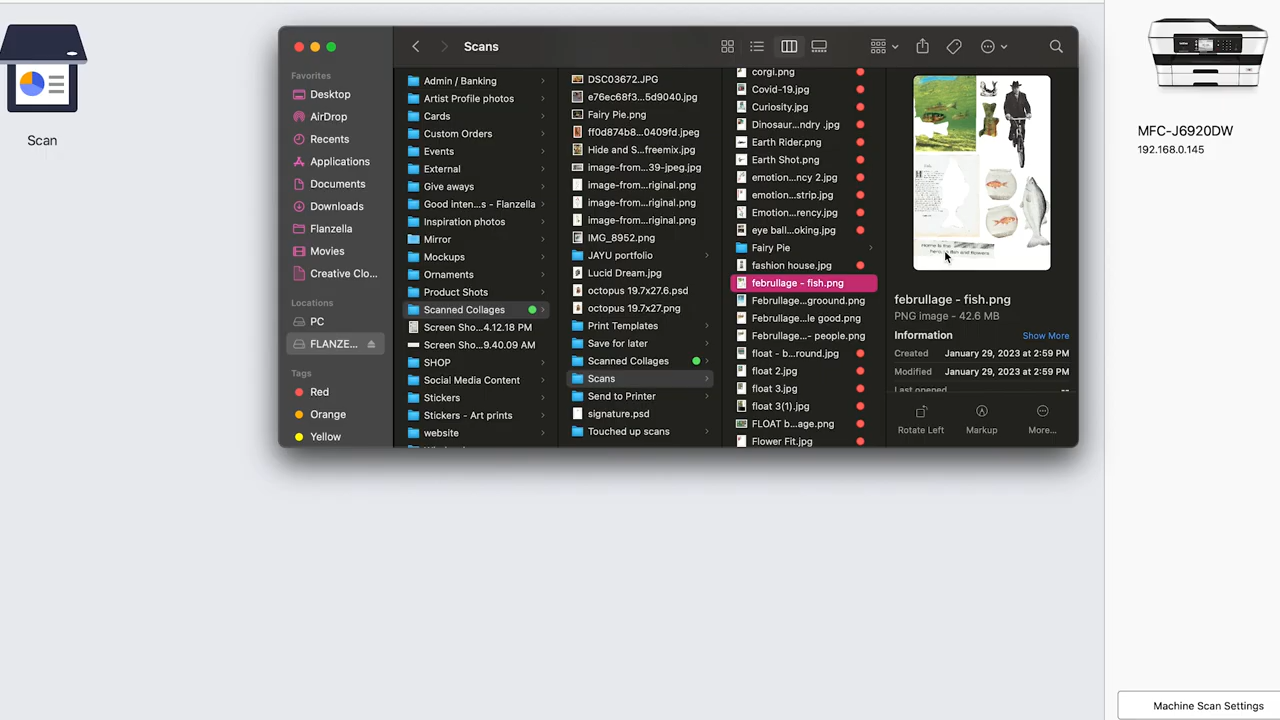 Scan
Scans
Favorites
Desktop
AirDrop
Recents
Applications
Documents
Downloads
Flanzella
Movies
Creative Clo...
Locations
PC
FLANZE...
Tags
Red
Orange
Yellow
Admin / Banking
Artist Profile photos
Cards
Custom Orders
Events
External
Give aways
Good inten...s - Flanzella
Inspiration photos
Mirror
Mockups
Ornaments
Product Shots
Scanned Collages
Screen Sho...4.12.18 PM
Screen Sho...9.40.09 AM
SHOP
Social Media Content
Stickers
Stickers - Art prints
website
DSC03672.JPG
e76ec68f3...5d9040.jpg
Fairy Pie.png
ff0d874b8...0409fd.jpeg
Hide and S...freemix.jpg
image-from...39-jpeg.jpg
image-from...riginal.png
image-from...riginal.png
image-from...riginal.png
IMG_8952.png
JAYU portfolio
Lucid Dream.jpg
octopus 19.7x27.6.psd
octopus 19.7x27.png
Print Templates
Save for later
Scanned Collages
Scans
Send to Printer
signature.psd
Touched up scans
corgi.png
Covid-19.jpg
Curiosity.jpg
Dinosaur...ndry .jpg
Earth Rider.png
Earth Shot.png
emotion...ncy 2.jpg
emotion...strip.jpg
Emotion...rency.jpg
eye ball...oking.jpg
Fairy Pie
fashion house.jpg
februllage - fish.png
Februllage...groound.png
Februllage...le good.png
Februllage...- people.png
float - b...round.jpg
float 2.jpg
float 3.jpg
float 3(1).jpg
FLOAT b...age.png
Flower Fit.jpg
februllage - fish.png
PNG image - 42.6 MB
Information
Show More
Created January 29, 2023 at 2:59 PM
Modified January 29, 2023 at 2:59 PM
Last opened --
Rotate Left
Markup
More...
MFC-J6920DW
192.168.0.145
Machine Scan Settings